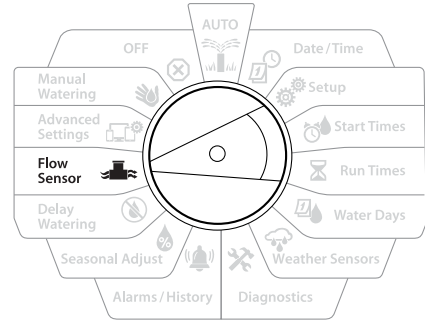 AUTO
OFF
Date / Time
Manual
Watering
Setup
Advanced
Settings
Start Times
Flow
Sensor
Run Times
Delay
Watering
Water Days
Seasonal Adjust
Weather Sensors
Alarms / History
Diagnostics